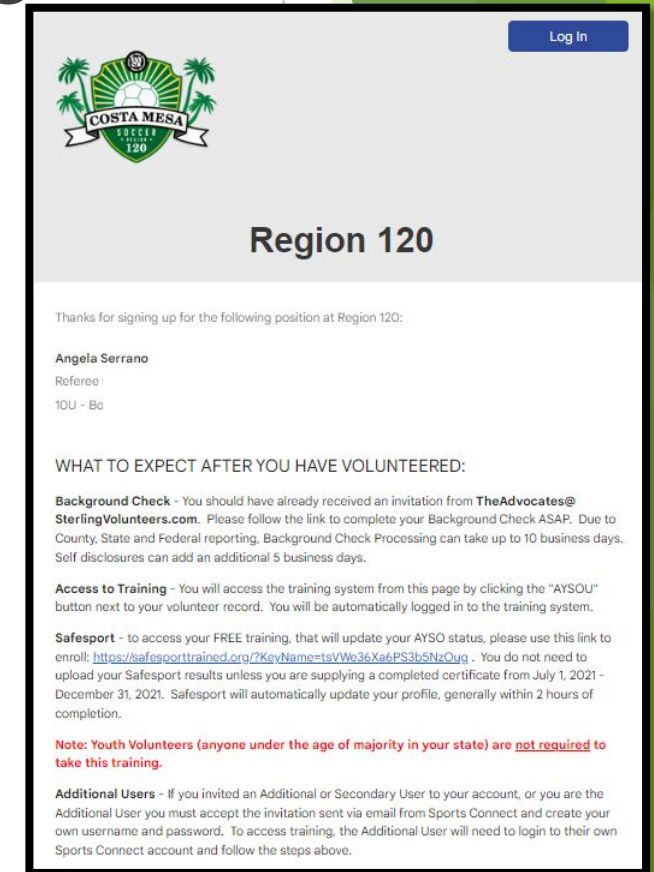 Log In
COSTA MESA
SOCCER
REGION
120
Region 120
Thanks for signing up for the following position at Region 120:
Angela Serrano
Referee
10U - Bo
WHAT TO EXPECT AFTER YOU HAVE VOLUNTEERED:
Background Check - You should have already received an invitation from TheAdvocates@
SterlingVolunteers.com. Please follow the link to complete your Background Check ASAP. Due to
County, State and Federal reporting, Background Check Processing can take up to 10 business days.
Self disclosures can add an additional 5 business days.
Access to Training - You will access the training system from this page by clicking the "AYSOU"
button next to your volunteer record. You will be automatically logged in to the training system.
Safesport - to access your FREE training, that will update your AYSO status, please use this link to
enroll: https://safesporttrained.org/?KeyName=tsVWe36Xa6PS3b5NzOug . You do not need to
upload your Safesport results unless you are supplying a completed certificate from July 1, 2021 -
December 31, 2021. Safesport will automatically update your profile, generally within 2 hours of
completion.
Note: Youth Volunteers (anyone under the age of majority in your state) are not required to
take this training.
Additional Users - If you invited an Additional or Secondary User to your account, or you are the
Additional User you must accept the invitation sent via email from Sports Connect and create your
own username and password. To access training, the Additional User will need to login to their own
Sports Connect account and follow the steps above.